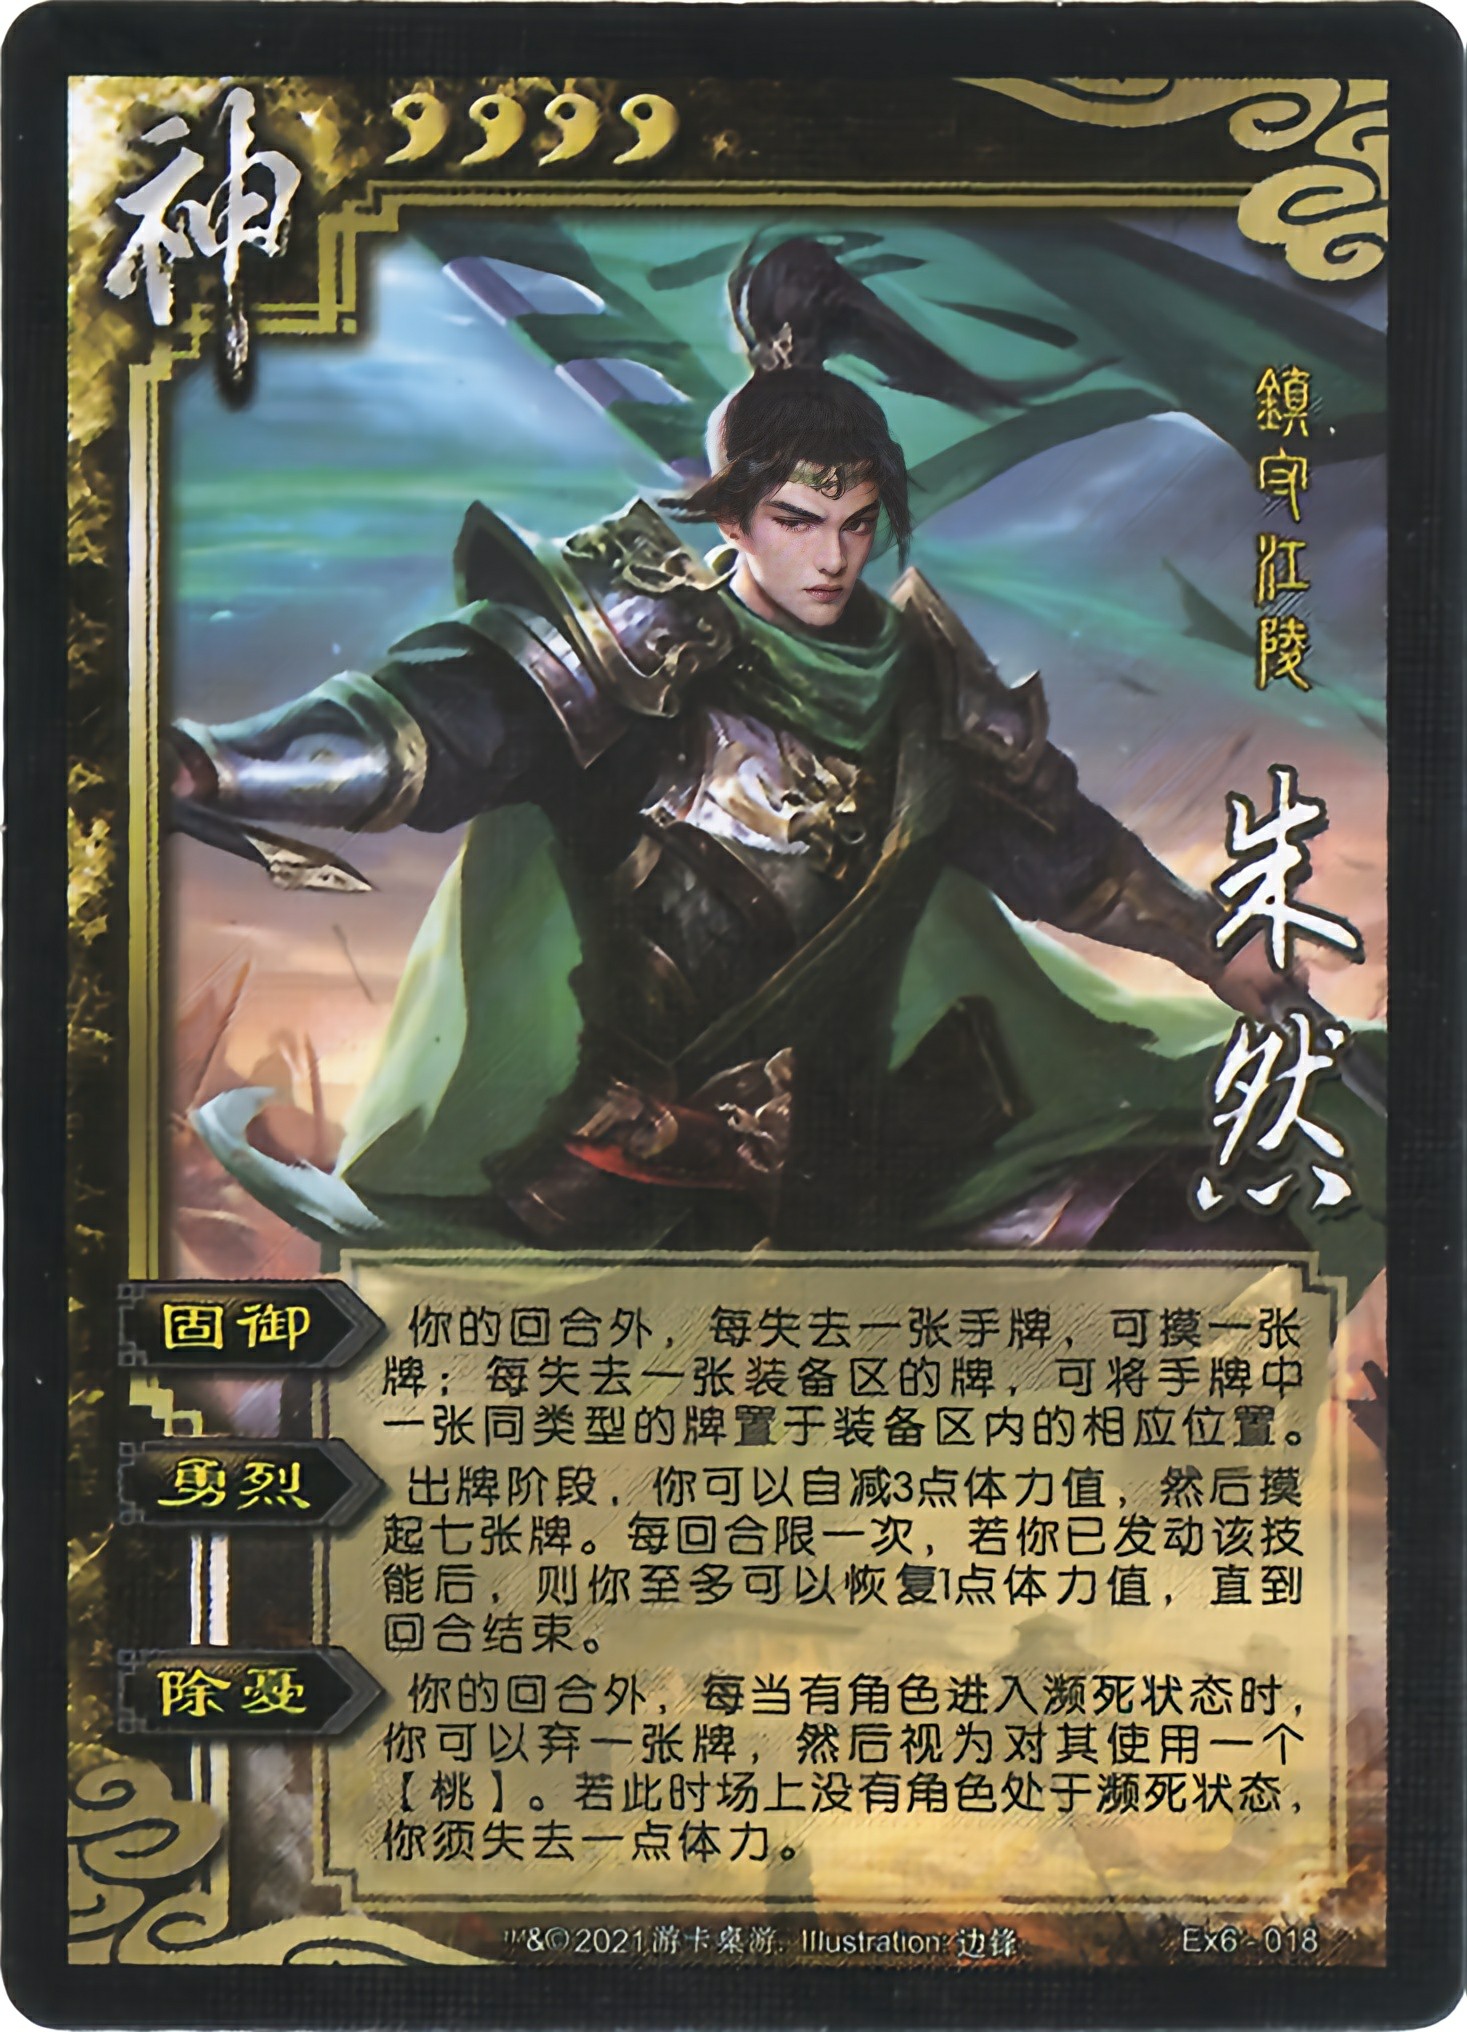 神
鎮守江陵
朱然
固御
你的回合外，每失去一张手牌，可摸一张
牌；每失去一张装备区的牌，可将手牌中
一张同类型的牌置于装备区内的相应位置。
勇烈
出牌阶段，你可以自减3点体力值，然后摸
起七张牌。每回合限一次，若你已发动该技
能后，则你至多可以恢复1点体力值，直到
回合结束。
除忧
你的回合外，每当有角色进入濒死状态时，
你可以弃一张牌，然后视为对其使用一个
【桃】。若此时场上没有角色处于濒死状态，
你须失去一点体力。
™&©2021游卡桌游. Illustration:边锋
Ex6-018